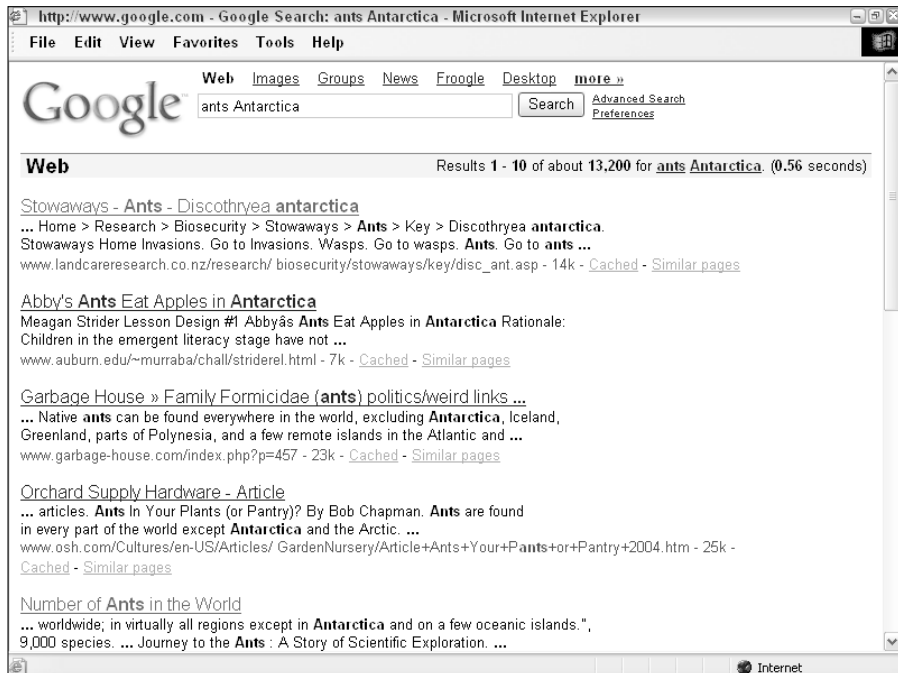 http://www.google.com - Google Search: ants Antarctica - Microsoft Internet Explorer
File Edit View Favorites Tools Help
Web Images Groups News Froogle Desktop more »
Google™
ants Antarctica
Search
Advanced Search
Preferences
Web
Results 1 - 10 of about 13,200 for ants Antarctica. (0.56 seconds)
Stowaways - Ants - Discothryea antarctica
... Home > Research > Biosecurity > Stowaways > Ants > Key > Discothryea antarctica.
Stowaways Home Invasions. Go to Invasions. Wasps. Go to wasps. Ants. Go to ants ...
www.landcareresearch.co.nz/research/ biosecurity/stowaways/key/disc_ant.asp - 14k - Cached - Similar pages
Abby's Ants Eat Apples in Antarctica
Meagan Strider Lesson Design #1 Abbyâs Ants Eat Apples in Antarctica Rationale:
Children in the emergent literacy stage have not ...
www.auburn.edu/~murraba/chall/striderel.html - 7k - Cached - Similar pages
Garbage House » Family Formicidae (ants) politics/weird links ...
... Native ants can be found everywhere in the world, excluding Antarctica, Iceland,
Greenland, parts of Polynesia, and a few remote islands in the Atlantic and ...
www.garbage-house.com/index.php?p=457 - 23k - Cached - Similar pages
Orchard Supply Hardware - Article
... articles. Ants In Your Plants (or Pantry)? By Bob Chapman. Ants are found
in every part of the world except Antarctica and the Arctic. ...
www.osh.com/Cultures/en-US/Articles/ GardenNursery/Article+Ants+Your+Pants+or+Pantry+2004.htm - 25k -
Cached - Similar pages
Number of Ants in the World
... worldwide; in virtually all regions except in Antarctica and on a few oceanic islands.",
9,000 species. ... Journey to the Ants : A Story of Scientific Exploration. ...
Internet